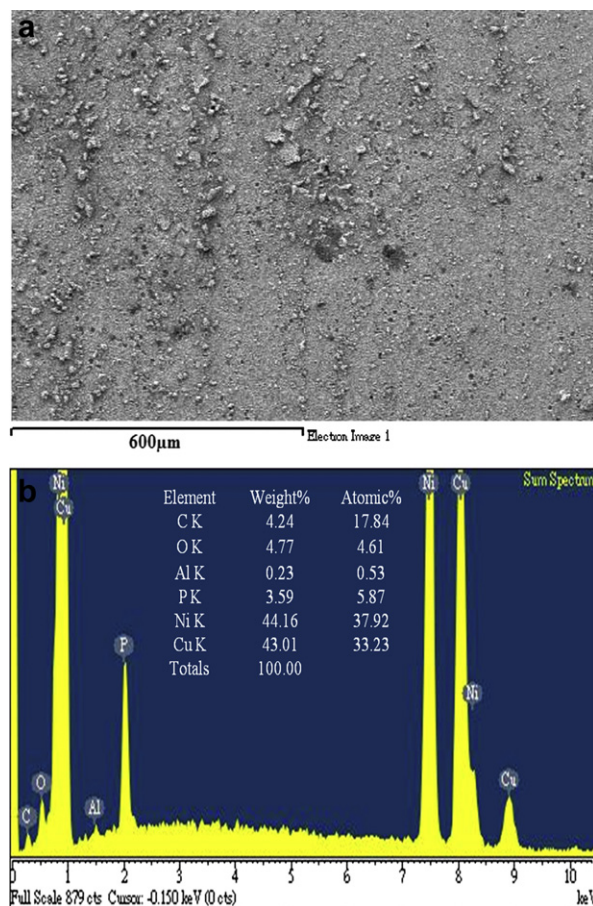 a
600μm
Electron Image 1
b
Sum Spectrum
Ni
Cu
Ni
Cu
Element Weight% Atomic%
C K 4.24 17.84
O K 4.77 4.61
Al K 0.23 0.53
P K 3.59 5.87
Ni K 44.16 37.92
Cu K 43.01 33.23
Totals 100.00
P
Ni
O
C
Al
Cu
0 1 2 3 4 5 6 7 8 9 10
Full Scale 879 cts Cursor: -0.150 keV (0 cts)
keV